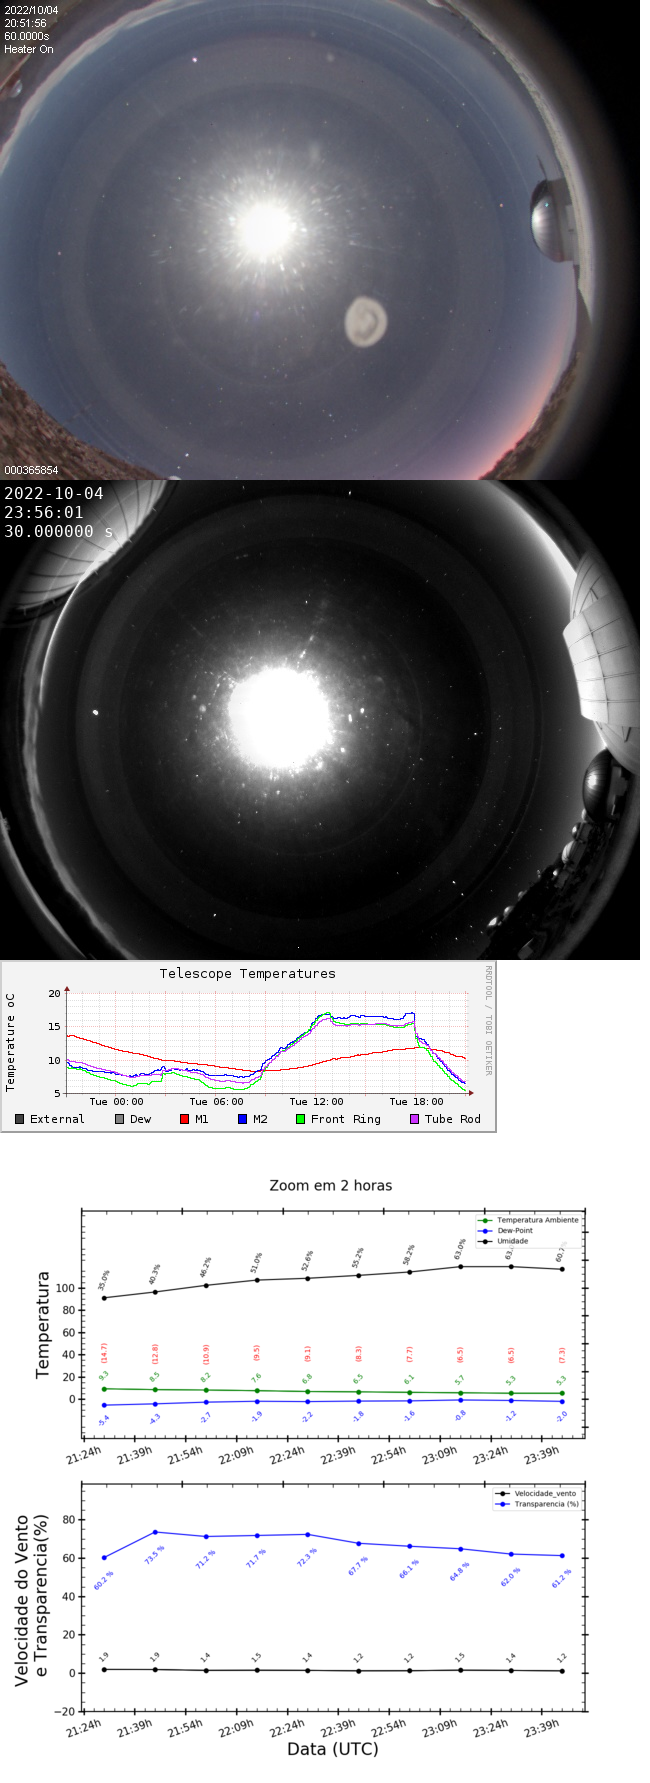 2022/10/04
20:51:56
60.0000s
Heater On
000365854
2022-10-04
23:56:01
30.000000 s
Telescope Temperatures
RRDTOOL / TOBI OETIKER
Temperature oC
20
15
10
5
Tue 00:00 Tue 06:00 Tue 12:00 Tue 18:00
External Dew M1 M2 Front Ring Tube Rod
Zoom em 2 horas
Temperatura Ambiente
Dew-Point
Umidade
Temperatura
100
80
60
40
20
0
35.0% 40.3% 46.2% 51.0% 52.6% 55.2% 58.2% 63.0% 63. 60.
(14.7) (12.8) (10.9) (9.5) (9.1) (8.3) (7.7) (6.5) (6.5) (7.3)
9.3 8.5 8.2 7.6 6.8 6.5 6.1 5.7 5.3 5.3
-5.4 -4.3 -2.7 -1.9 -2.2 -1.8 -1.6 -0.8 -1.2 -2.0
21:24h 21:39h 21:54h 22:09h 22:24h 22:39h 22:54h 23:09h 23:24h 23:39h
Velocidade_vento
Transparencia (%)
Velocidade do Vento
e Transparencia(%)
80
60
40
20
0
−20
60.2 % 73.5 % 71.2 % 71.7 % 72.3 % 67.7 % 66.1 % 64.8 % 62.0 % 61.2 %
1.9 1.9 1.4 1.5 1.4 1.2 1.2 1.5 1.4 1.2
21:24h 21:39h 21:54h 22:09h 22:24h 22:39h 22:54h 23:09h 23:24h 23:39h
Data (UTC)